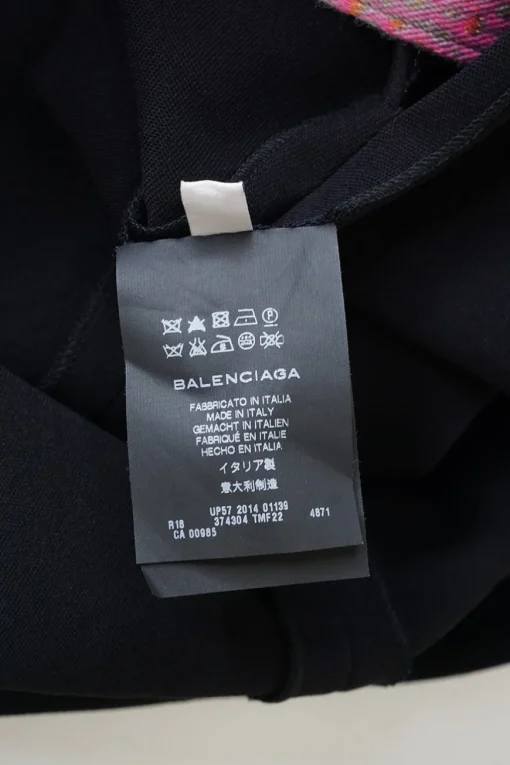 BALENCIAGA
FABBRICATO IN ITALIA
MADE IN ITALY
GEMACHT IN ITALIEN
FABRIQUÉ EN ITALIE
HECHO EN ITALIA
イタリア製
意大利制造
UP57 2014 01139
R18 374304 TMF22 4871
CA 00985